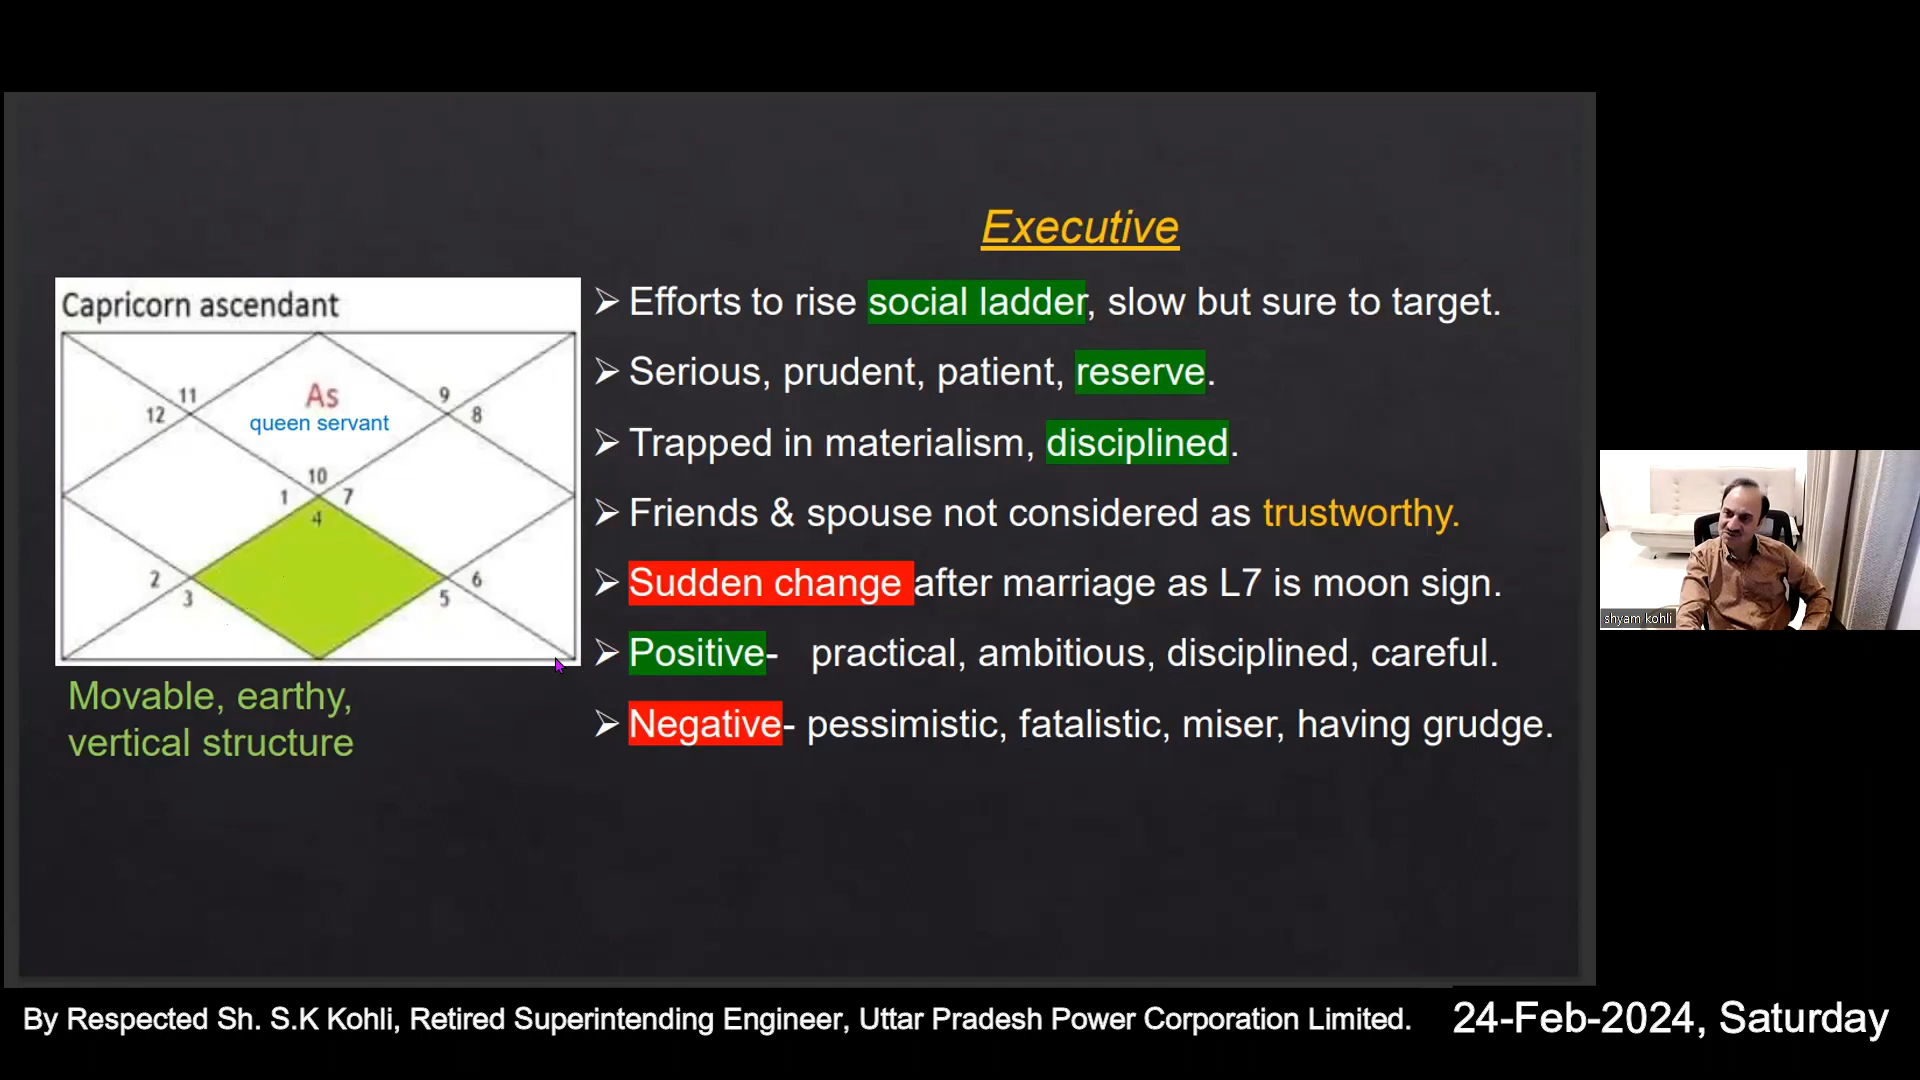 Executive
Capricorn ascendant
11
12
As
queen servant
9
8
10
1
7
4
2
3
6
5
Movable, earthy,
vertical structure
➢ Efforts to rise social ladder, slow but sure to target.
➢ Serious, prudent, patient, reserve.
➢ Trapped in materialism, disciplined.
➢ Friends & spouse not considered as trustworthy.
➢ Sudden change after marriage as L7 is moon sign.
➢ Positive- practical, ambitious, disciplined, careful.
➢ Negative- pessimistic, fatalistic, miser, having grudge.
shyam kohli
By Respected Sh. S.K Kohli, Retired Superintending Engineer, Uttar Pradesh Power Corporation Limited.
24-Feb-2024, Saturday